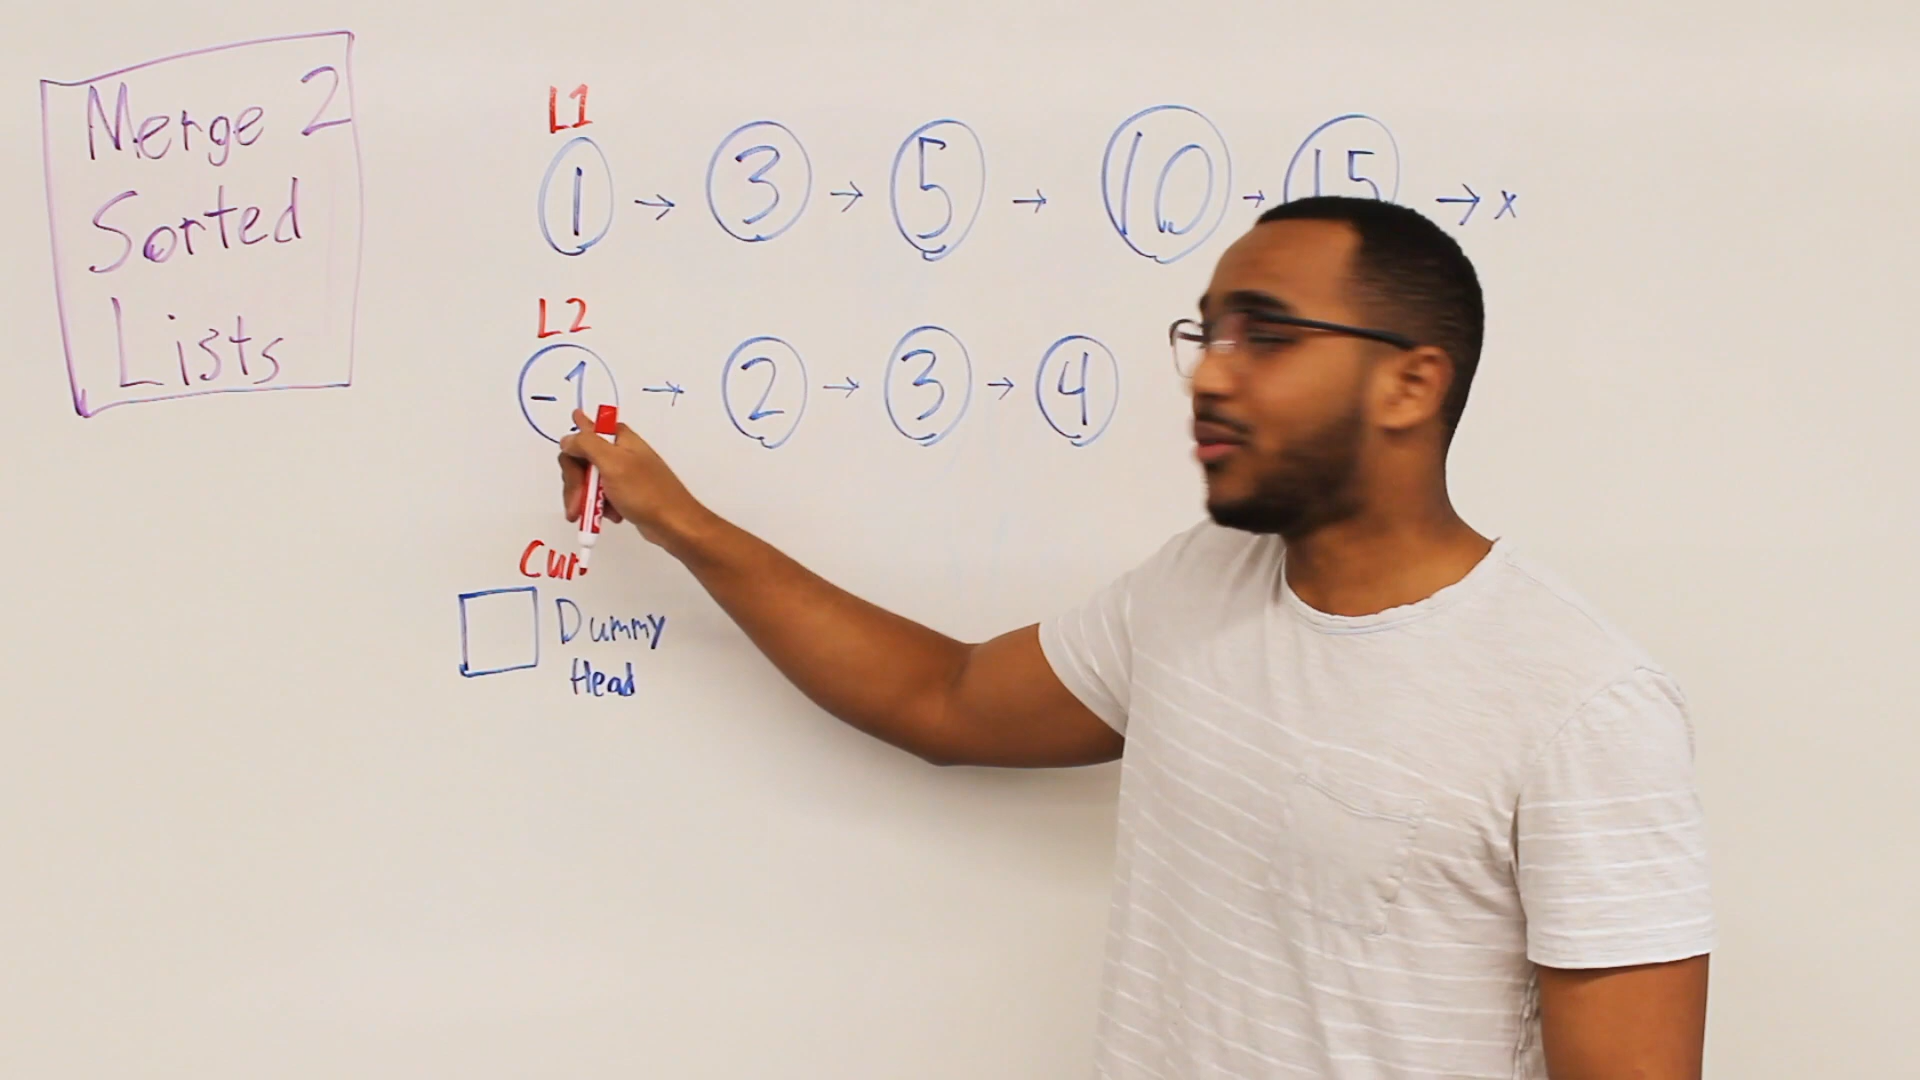 Merge 2
Sorted
Lists
L1
1 → 3 → 5 → 10 → 15 → x
L2
-1 → 2 → 3 → 4
Cur
Dummy
Head